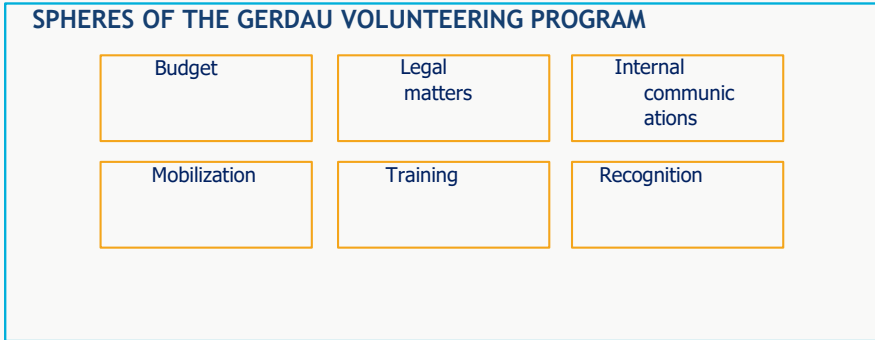 SPHERES OF THE GERDAU VOLUNTEERING PROGRAM
Budget
Legal
matters
Internal
communic
ations
Mobilization
Training
Recognition